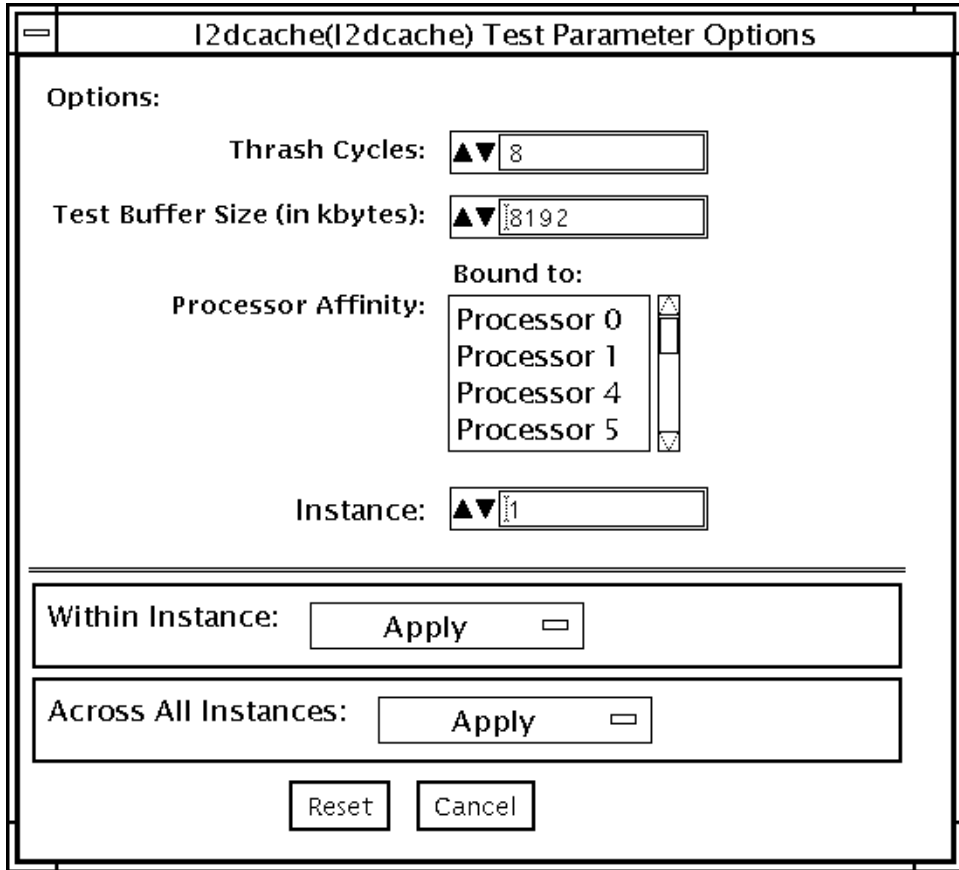 l2dcache(l2dcache) Test Parameter Options
Options:
Thrash Cycles: 8
Test Buffer Size (in kbytes): 8192
Bound to:
Processor Affinity:
Processor 0
Processor 1
Processor 4
Processor 5
Instance: 1
Within Instance: Apply
Across All Instances: Apply
Reset Cancel